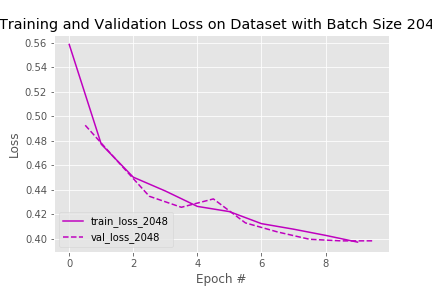 Training and Validation Loss on Dataset with Batch Size 204
0.56
0.54
0.52
0.50
0.48
0.46
0.44
0.42
0.40
Loss
train_loss_2048
val_loss_2048
0 2 4 6 8
Epoch #